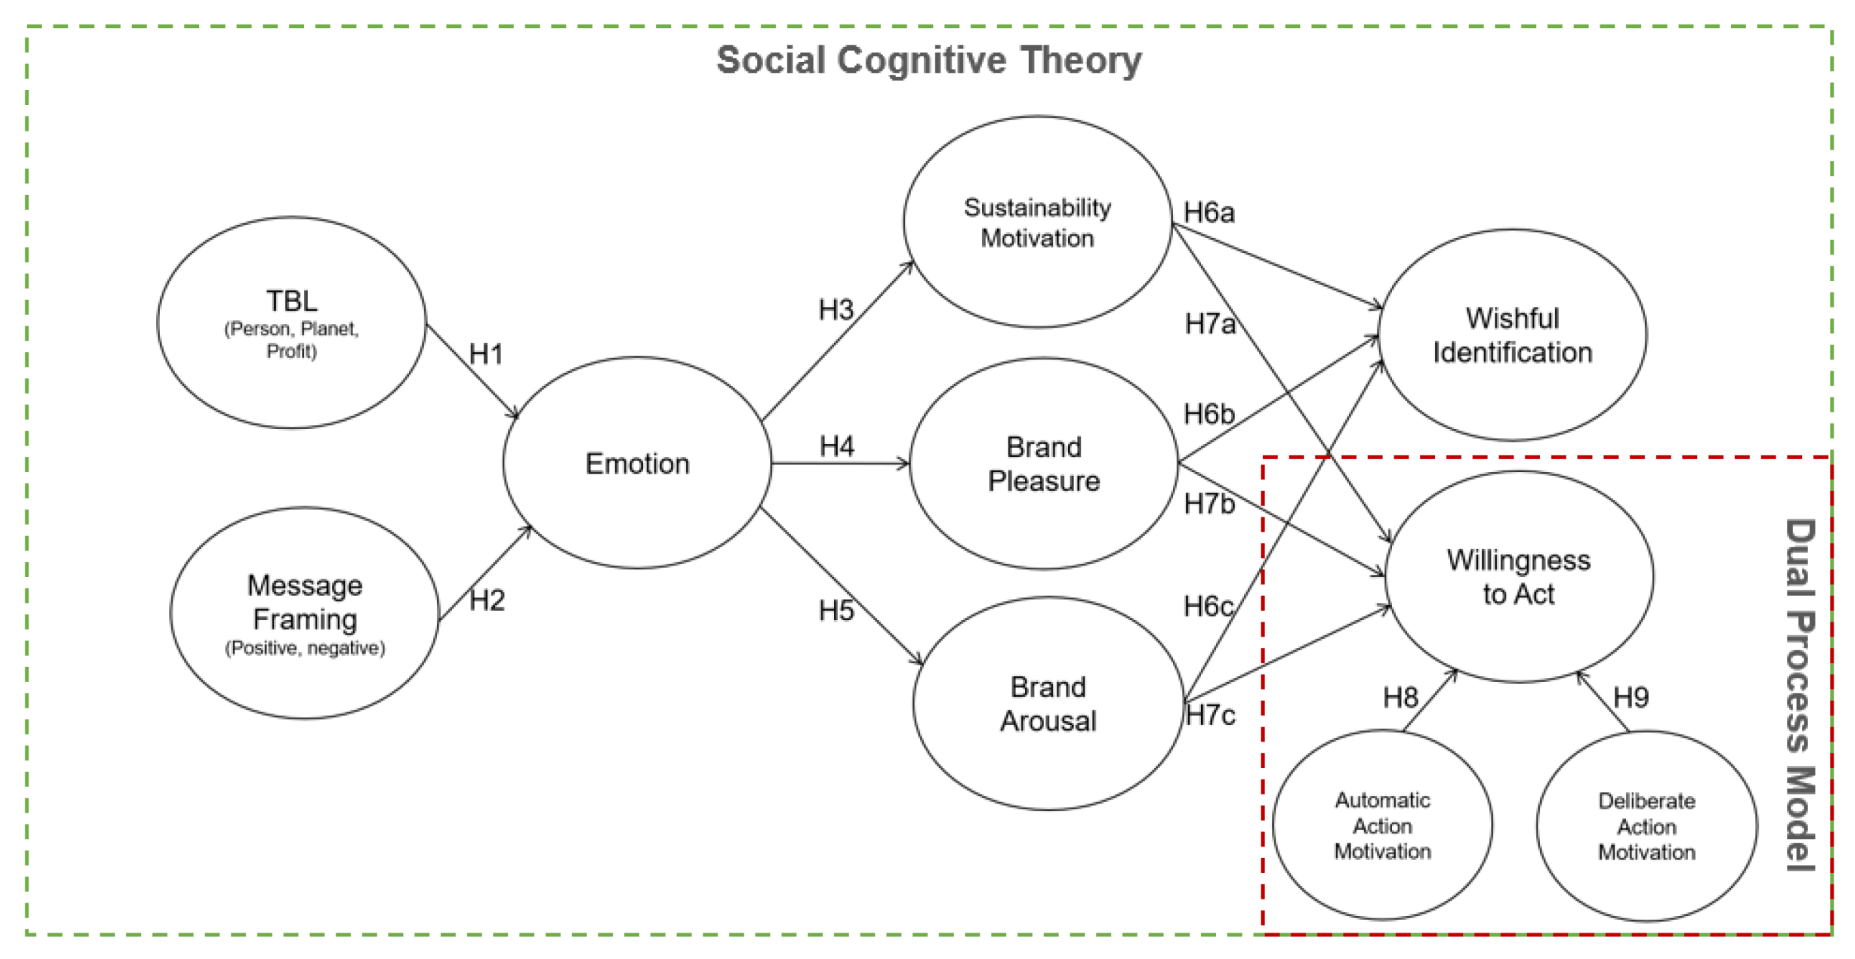 Social Cognitive Theory
TBL
(Person, Planet,
Profit)
H1
Message
Framing
(Positive, negative)
H2
Emotion
H3
H4
H5
Sustainability
Motivation
Brand
Pleasure
Brand
Arousal
H6a
H7a
H6b
H7b
H6c
H7c
Wishful
Identification
Willingness
to Act
H8
H9
Automatic
Action
Motivation
Deliberate
Action
Motivation
Dual Process Model